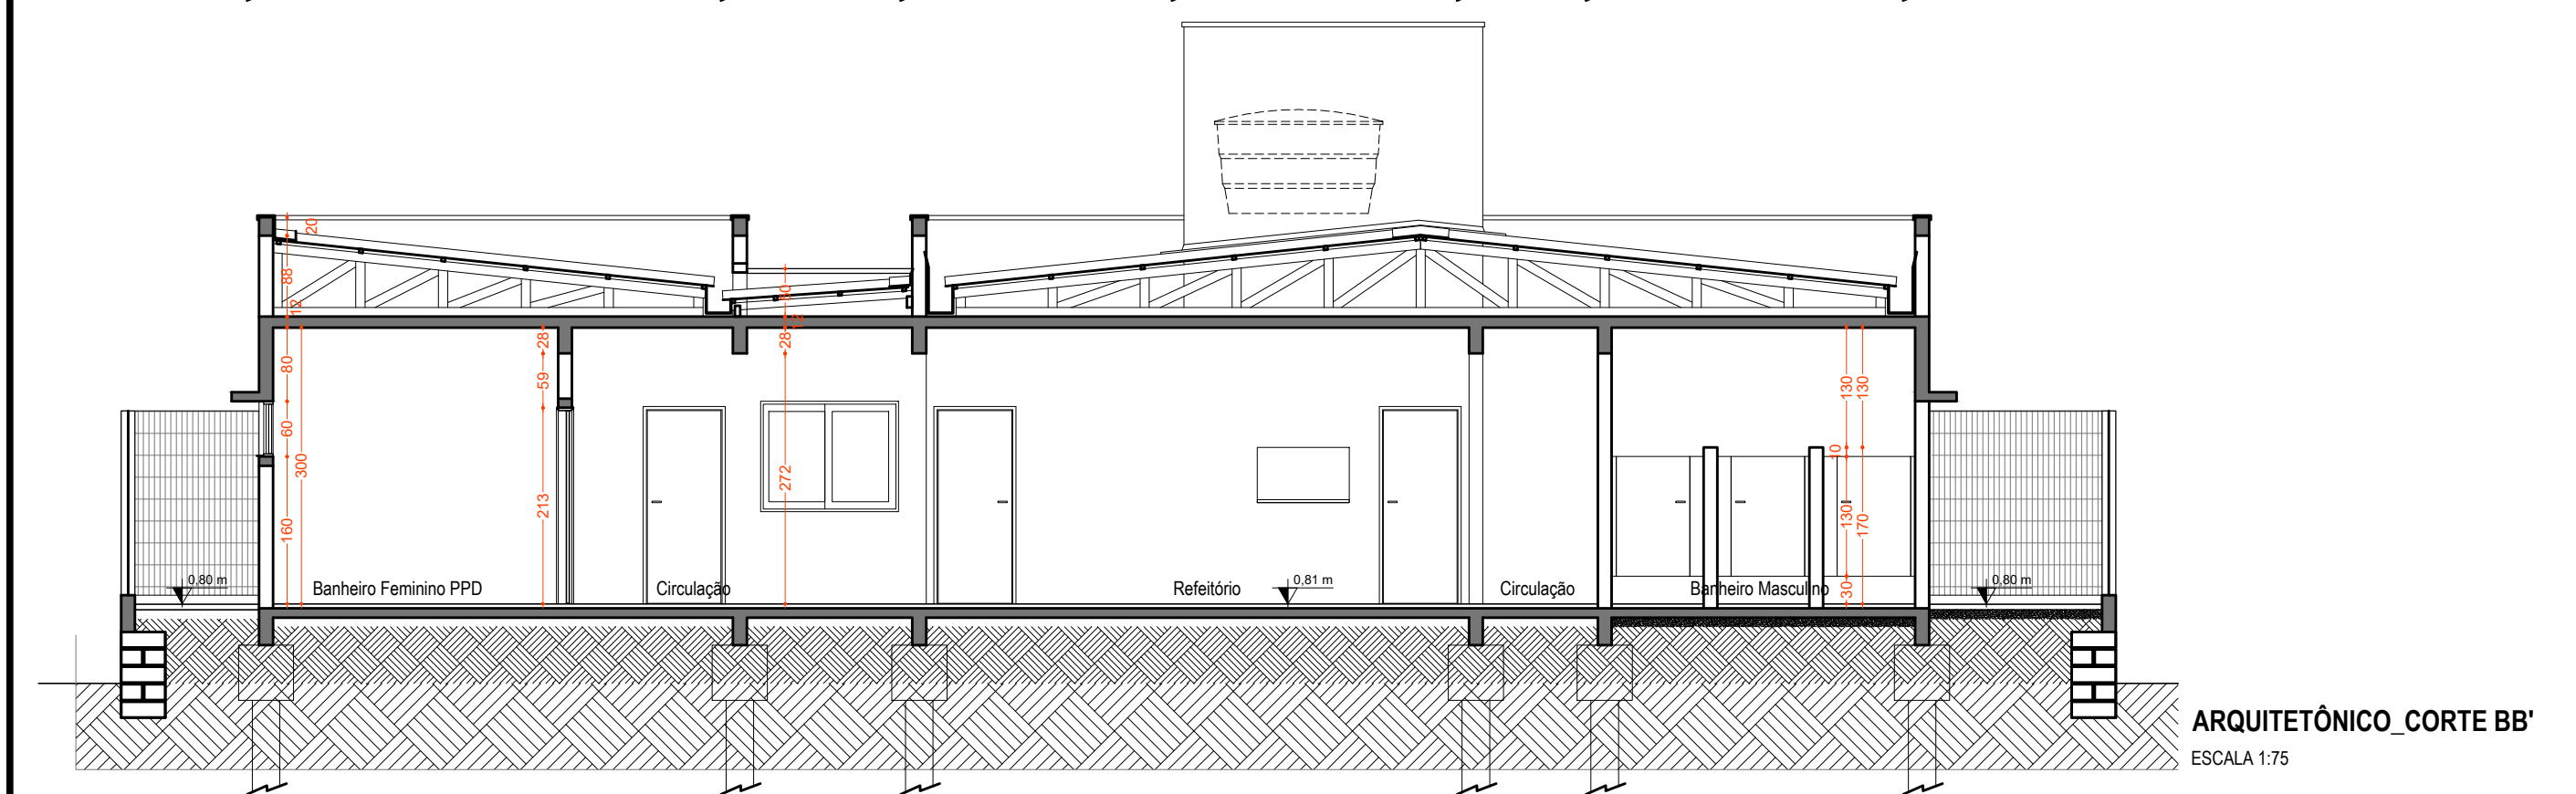 20
88
12
50
12
80
60
300
160
28
59
213
28
272
130
130
10
130
170
30
0,80 m
Banheiro Feminino PPD
Circulação
Refeitório
0,81 m
Circulação
Banheiro Masculino
0,80 m
ARQUITETÔNICO_CORTE BB'
ESCALA 1:75